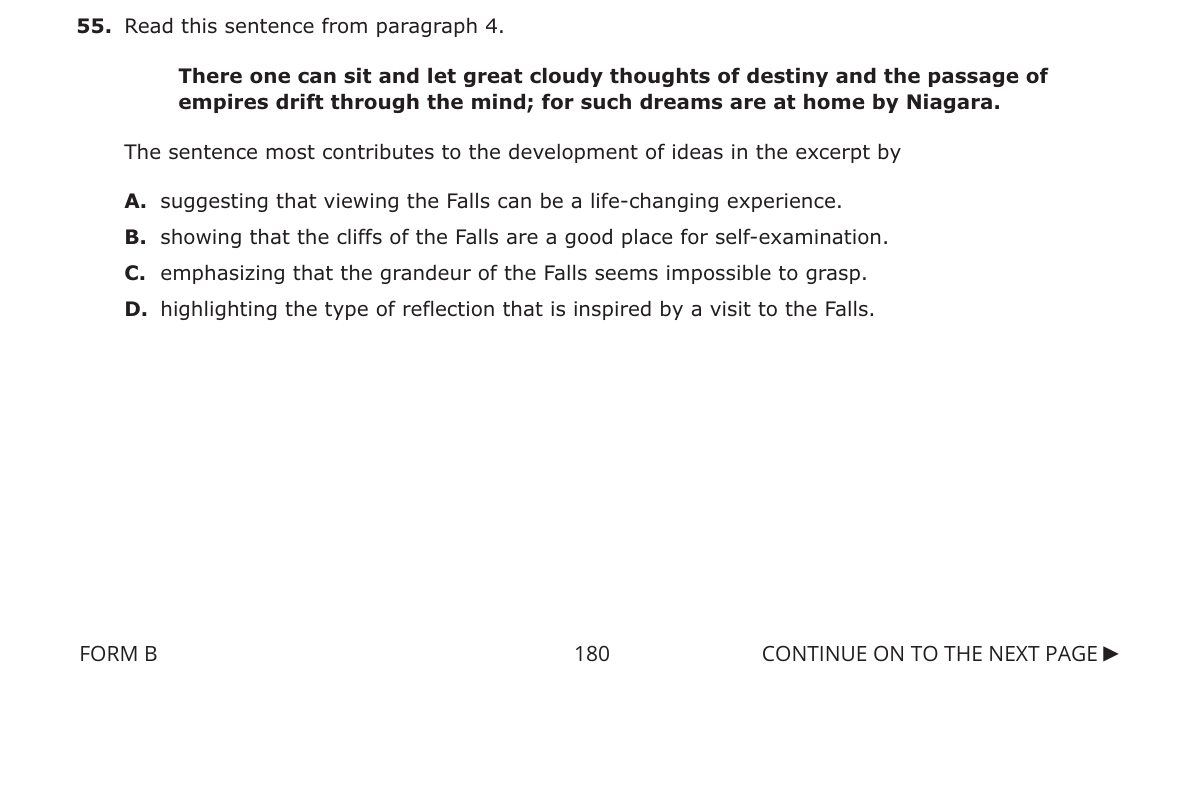 55. Read this sentence from paragraph 4.
There one can sit and let great cloudy thoughts of destiny and the passage of
empires drift through the mind; for such dreams are at home by Niagara.
The sentence most contributes to the development of ideas in the excerpt by
A. suggesting that viewing the Falls can be a life-changing experience.
B. showing that the cliffs of the Falls are a good place for self-examination.
C. emphasizing that the grandeur of the Falls seems impossible to grasp.
D. highlighting the type of reflection that is inspired by a visit to the Falls.
FORM B 180 CONTINUE ON TO THE NEXT PAGE ▶